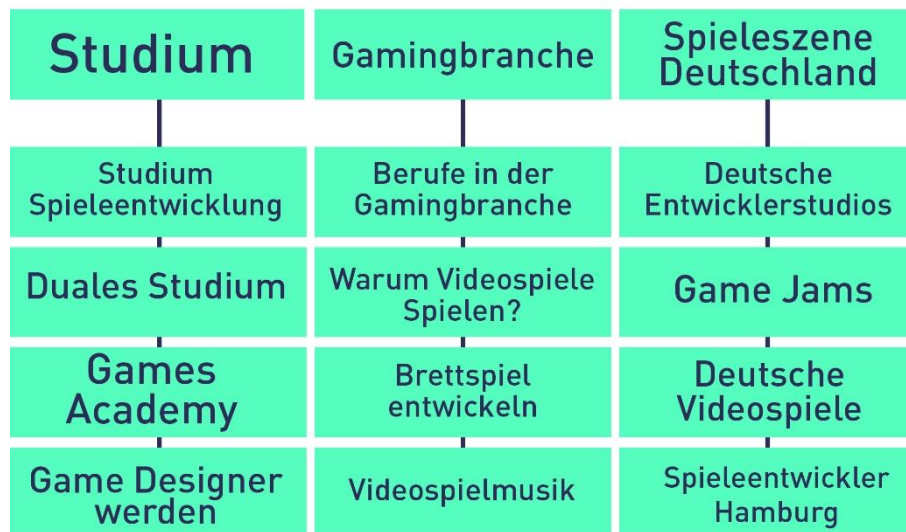 Studium
Gamingbranche
Spieleszene
Deutschland
Studium
Spieleentwicklung
Berufe in der
Gamingbranche
Deutsche
Entwicklerstudios
Duales Studium
Warum Videospiele
Spielen?
Game Jams
Games
Academy
Brettspiel
entwickeln
Deutsche
Videospiele
Game Designer
werden
Videospielmusik
Spieleentwickler
Hamburg